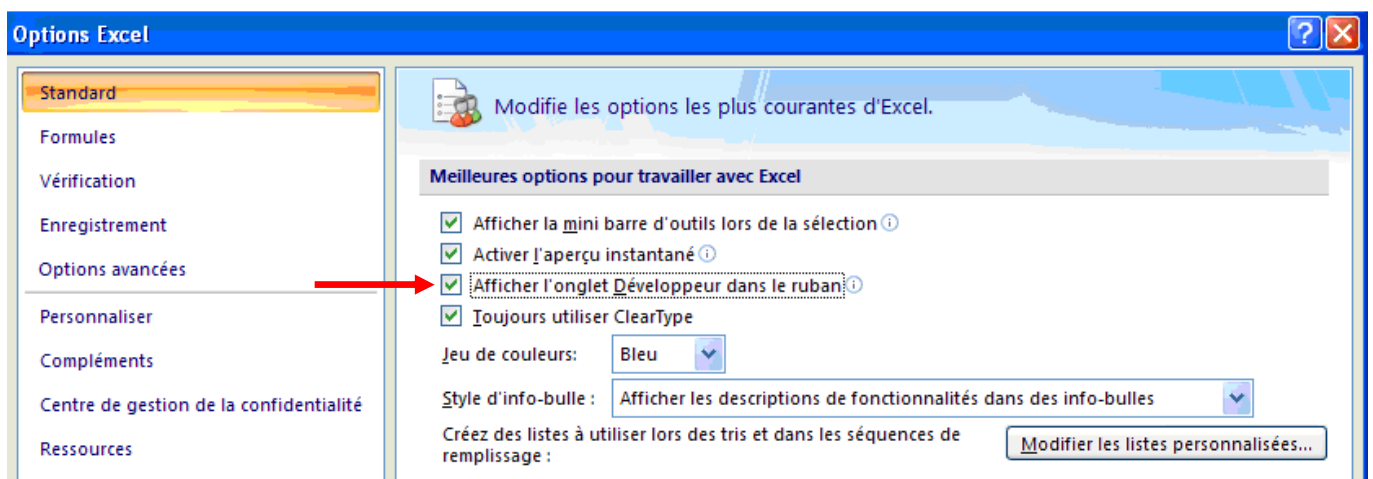 Options Excel
Standard
Formules
Vérification
Enregistrement
Options avancées
Personnaliser
Compléments
Centre de gestion de la confidentialité
Ressources
Modifie les options les plus courantes d'Excel.
Meilleures options pour travailler avec Excel
Afficher la mini barre d'outils lors de la sélection
Activer l'aperçu instantané
Afficher l'onglet Développeur dans le ruban
Toujours utiliser ClearType
Jeu de couleurs: Bleu
Style d'info-bulle : Afficher les descriptions de fonctionnalités dans des info-bulles
Créez des listes à utiliser lors des tris et dans les séquences de
remplissage : Modifier les listes personnalisées...